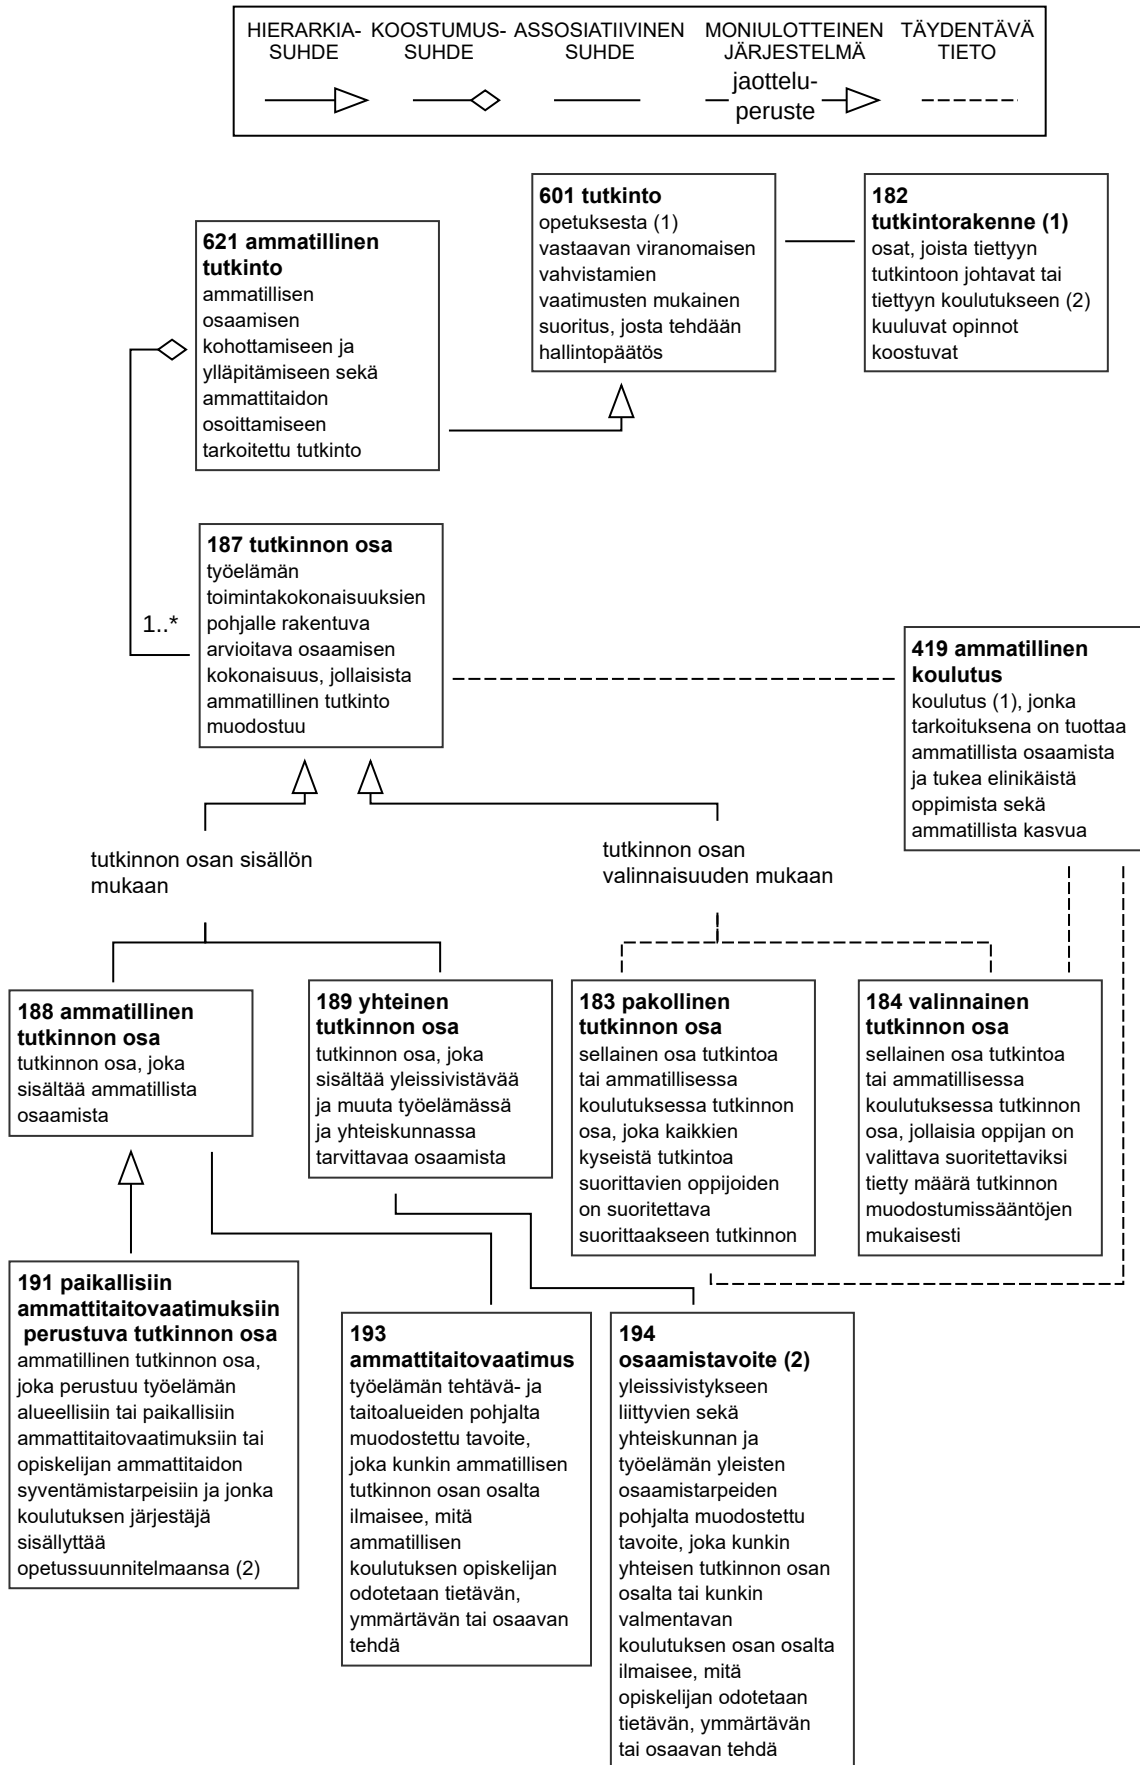 HIERARKIA-
SUHDE
KOOSTUMUS-
SUHDE
ASSOSIATIIVINEN
SUHDE
MONIULOTTEINEN
JÄRJESTELMÄ
jaottelu-
peruste
TÄYDENTÄVÄ
TIETO
601 tutkinto
opetuksesta (1)
vastaavan viranomaisen
vahvistamien
vaatimusten mukainen
suoritus, josta tehdään
hallintopäätös
182
tutkintorakenne (1)
osat, joista tiettyyn
tutkintoon johtavat tai
tiettyyn koulutukseen (2)
kuuluvat opinnot
koostuvat
621 ammatillinen
tutkinto
ammatillisen
osaamisen
kohottamiseen ja
ylläpitämiseen sekä
ammattitaidon
osoittamiseen
tarkoitettu tutkinto
187 tutkinnon osa
työelämän
toimintakokonaisuuksien
pohjalle rakentuva
arvioitava osaamisen
kokonaisuus, jollaisista
ammatillinen tutkinto
muodostuu
1..*
419 ammatillinen
koulutus
koulutus (1), jonka
tarkoituksena on tuottaa
ammatillista osaamista
ja tukea elinikäistä
oppimista sekä
ammatillista kasvua
tutkinnon osan sisällön
mukaan
tutkinnon osan
valinnaisuuden mukaan
188 ammatillinen
tutkinnon osa
tutkinnon osa, joka
sisältää ammatillista
osaamista
189 yhteinen
tutkinnon osa
tutkinnon osa, joka
sisältää yleissivistävää
ja muuta työelämässä
ja yhteiskunnassa
tarvittavaa osaamista
183 pakollinen
tutkinnon osa
sellainen osa tutkintoa
tai ammatillisessa
koulutuksessa tutkinnon
osa, joka kaikkien
kyseistä tutkintoa
suorittavien oppijoiden
on suoritettava
suorittaakseen tutkinnon
184 valinnainen
tutkinnon osa
sellainen osa tutkintoa
tai ammatillisessa
koulutuksessa tutkinnon
osa, jollaisia oppijan on
valittava suoritettaviksi
tietty määrä tutkinnon
muodostumissääntöjen
mukaisesti
191 paikallisiin
ammattitaitovaatimuksiin
perustuva tutkinnon osa
ammatillinen tutkinnon osa,
joka perustuu työelämän
alueellisiin tai paikallisiin
ammattitaitovaatimuksiin tai
opiskelijan ammattitaidon
syventämistarpeisiin ja jonka
koulutuksen järjestäjä
sisällyttää
opetussuunnitelmaansa (2)
193
ammattitaitovaatimus
työelämän tehtävä- ja
taitoalueiden pohjalta
muodostettu tavoite,
joka kunkin ammatillisen
tutkinnon osan osalta
ilmaisee, mitä
ammatillisen
koulutuksen opiskelijan
odotetaan tietävän,
ymmärtävän tai osaavan
tehdä
194
osaamistavoite (2)
yleissivistykseen
liittyvien sekä
yhteiskunnan ja
työelämän yleisten
osaamistarpeiden
pohjalta muodostettu
tavoite, joka kunkin
yhteisen tutkinnon osan
osalta tai kunkin
valmentavan
koulutuksen osan osalta
ilmaisee, mitä
opiskelijan odotetaan
tietävän, ymmärtävän
tai osaavan tehdä